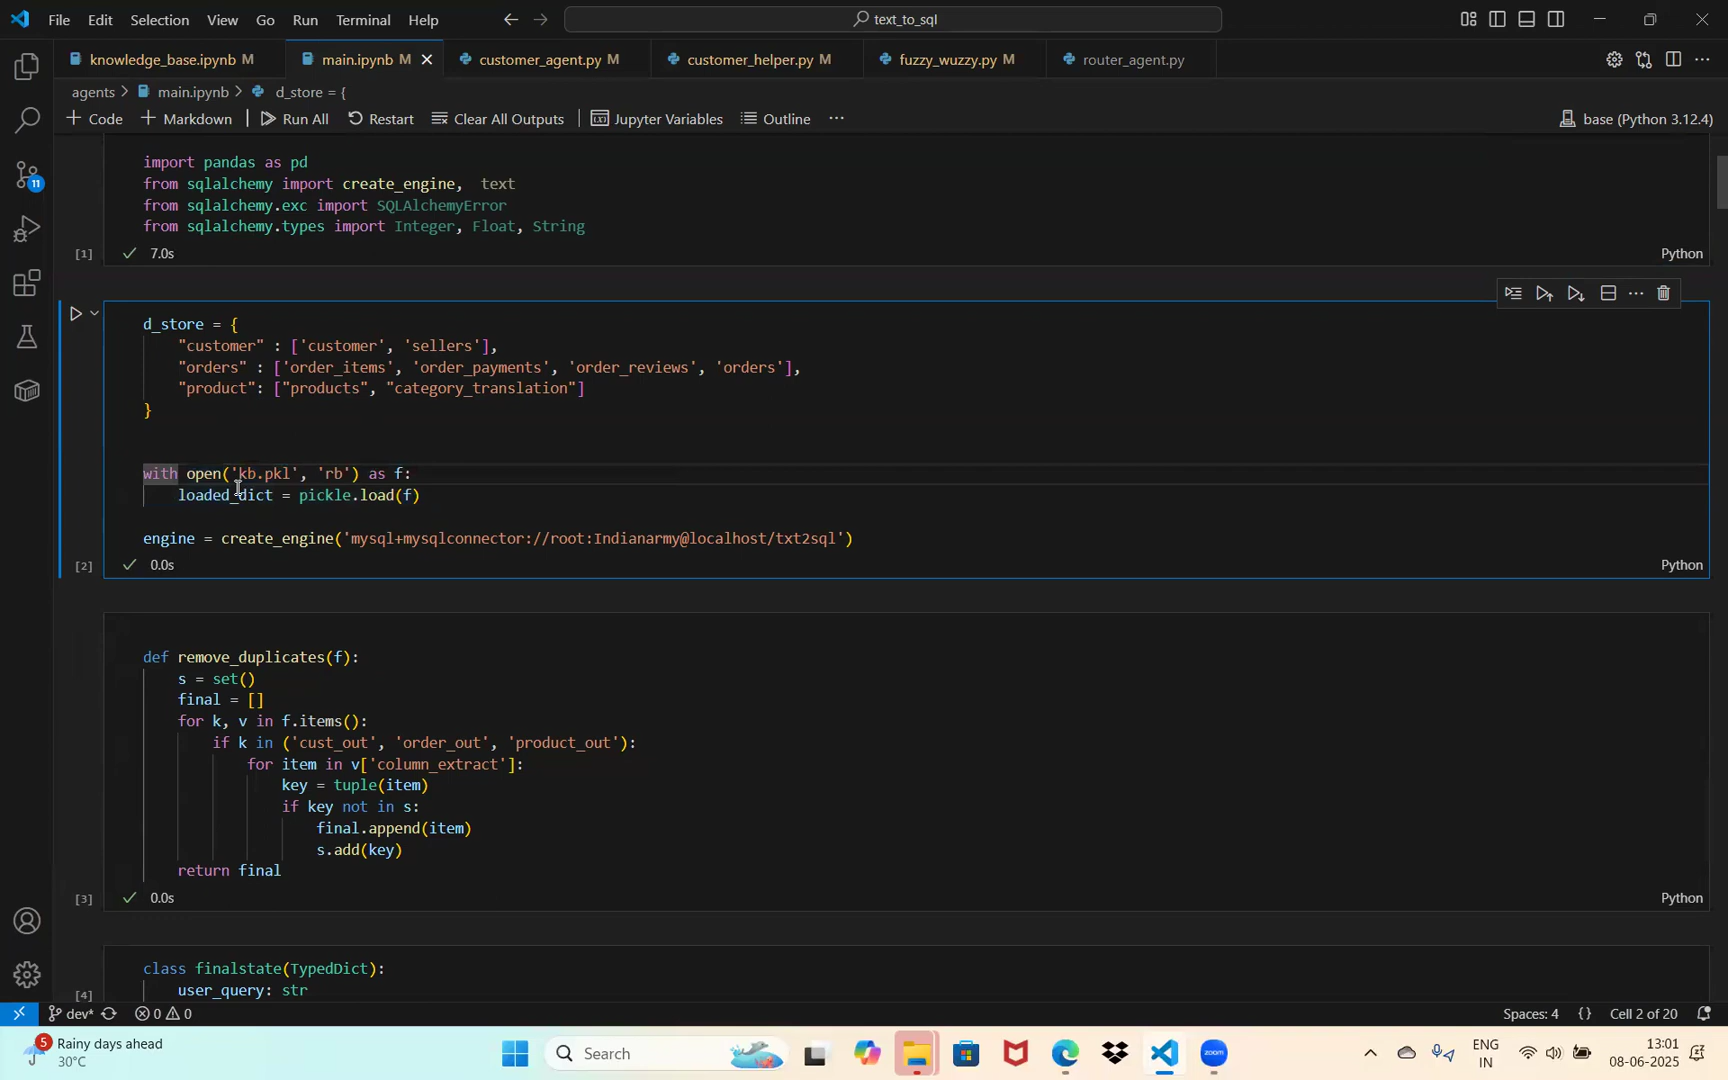 File Edit Selection View Go Run Terminal Help
text_to_sql
knowledge_base.ipynb M
main.ipynb M
customer_agent.py M
customer_helper.py M
fuzzy_wuzzy.py M
router_agent.py
agents > main.ipynb > d_store = {
Code Markdown Run All Restart Clear All Outputs Jupyter Variables Outline ...
base (Python 3.12.4)
import pandas as pd
from sqlalchemy import create_engine, text
from sqlalchemy.exc import SQLAlchemyError
from sqlalchemy.types import Integer, Float, String
[1] 7.0s Python
d_store = {
"customer" : ['customer', 'sellers'],
"orders" : ['order_items', 'order_payments', 'order_reviews', 'orders'],
"product": ["products", "category_translation"]
}
with open('kb.pkl', 'rb') as f:
loaded_dict = pickle.load(f)
engine = create_engine('mysql+mysqlconnector://root:Indianarmy@localhost/txt2sql')
[2] 0.0s Python
def remove_duplicates(f):
s = set()
final = []
for k, v in f.items():
if k in ('cust_out', 'order_out', 'product_out'):
for item in v['column_extract']:
key = tuple(item)
if key not in s:
final.append(item)
s.add(key)
return final
[3] 0.0s Python
class finalstate(TypedDict):
user_query: str
[4]
11
dev* 0 0
Spaces: 4 {} Cell 2 of 20
5
Rainy days ahead
30°C
Search
zoom
ENG
IN
13:01
08-06-2025